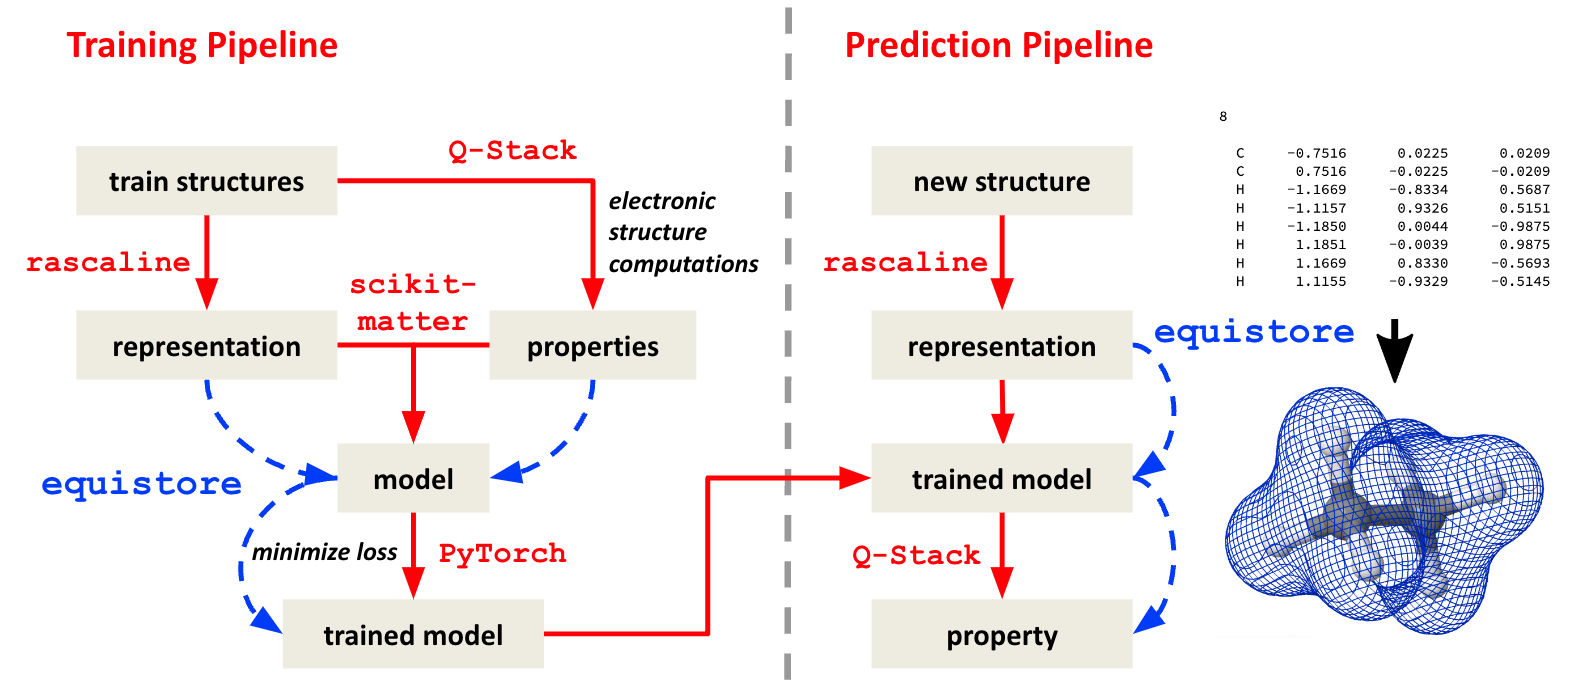 Training Pipeline
Q-Stack
train structures
electronic
structure
computations
rascaline
scikit-
matter
representation
properties
equistore
model
minimize loss
PyTorch
trained model
Prediction Pipeline
new structure
rascaline
representation
equistore
trained model
Q-Stack
property
8
C −0.7516 0.0225 0.0209
C 0.7516 −0.0225 −0.0209
H −1.1669 −0.8334 0.5687
H −1.1157 0.9326 0.5151
H −1.1850 0.0044 −0.9875
H 1.1851 −0.0039 0.9875
H 1.1669 0.8330 −0.5693
H 1.1155 −0.9329 −0.5145